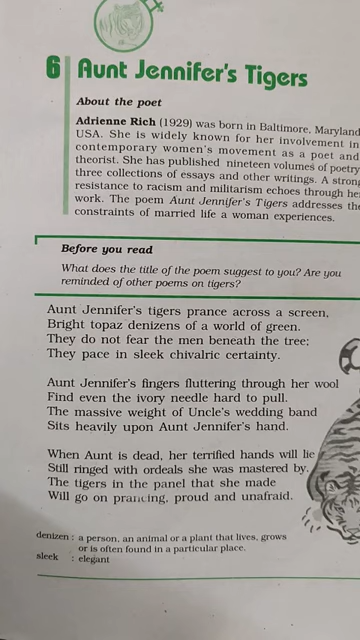 6 Aunt Jennifer's Tigers
About the poet
Adrienne Rich (1929) was born in Baltimore, Maryland
USA. She is widely known for her involvement in
contemporary women's movement as a poet and
theorist. She has published nineteen volumes of poetry
three collections of essays and other writings. A strong
resistance to racism and militarism echoes through her
work. The poem Aunt Jennifer's Tigers addresses the
constraints of married life a woman experiences.
Before you read
What does the title of the poem suggest to you? Are you
reminded of other poems on tigers?
Aunt Jennifer's tigers prance across a screen,
Bright topaz denizens of a world of green.
They do not fear the men beneath the tree;
They pace in sleek chivalric certainty.
Aunt Jennifer's fingers fluttering through her wool
Find even the ivory needle hard to pull.
The massive weight of Uncle's wedding band
Sits heavily upon Aunt Jennifer's hand.
When Aunt is dead, her terrified hands will lie
Still ringed with ordeals she was mastered by.
The tigers in the panel that she made
Will go on prancing, proud and unafraid.
denizen : a person, an animal or a plant that lives, grows
or is often found in a particular place.
sleek : elegant